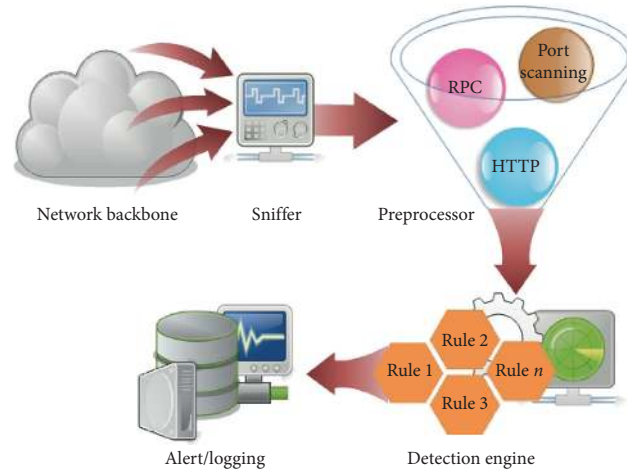 Port
scanning
RPC
HTTP
Network backbone
Sniffer
Preprocessor
Rule 2
Rule 1
Rule n
Rule 3
Alert/logging
Detection engine